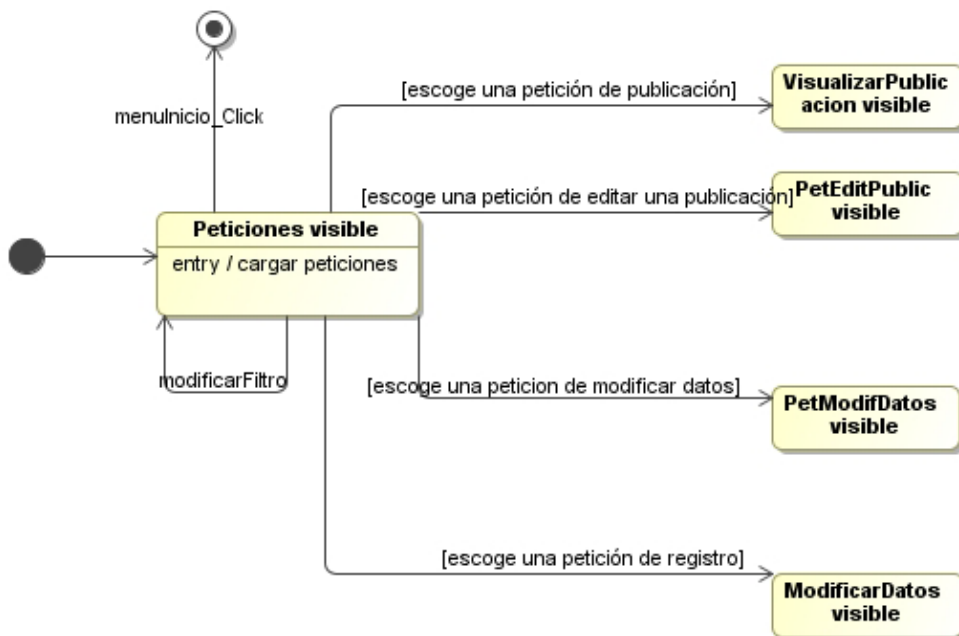 [escoge una petición de publicación]
VisualizarPublic
acion visible
menuInicio_Click
[escoge una petición de editar una publicación]
PetEditPublic
visible
Peticiones visible
entry / cargar peticiones
modificarFiltro
[escoge una peticion de modificar datos]
PetModifDatos
visible
[escoge una petición de registro]
ModificarDatos
visible